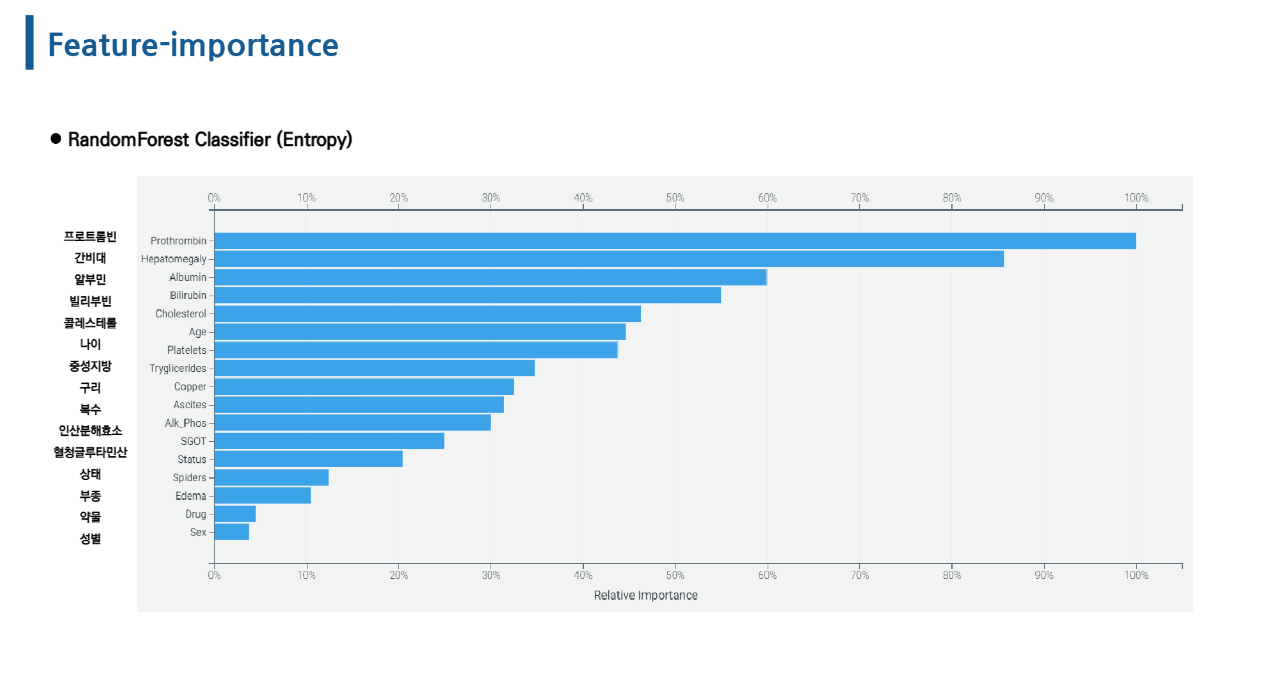 Feature-importance
● RandomForest Classifier (Entropy)
0% 10% 20% 30% 40% 50% 60% 70% 80% 90% 100%
프로트롬빈
간비대
알부민
빌리부빈
콜레스테롤
나이
중성지방
구리
복수
인산분해효소
혈청글루타민산
상태
부종
약물
성별
Prothrombin
Hepatomegaly
Albumin
Bilirubin
Cholesterol
Age
Platelets
Tryglicerides
Copper
Ascites
Alk_Phos
SGOT
Status
Spiders
Edema
Drug
Sex
0% 10% 20% 30% 40% 50% 60% 70% 80% 90% 100%
Relative Importance